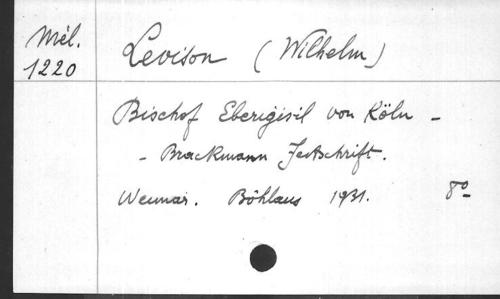 Mél. 1220
Levison (Wilhelm)
Bischof Eberigisil von Köln -
- Brackmann Festschrift.
Weimar. Böhlaus 1931. 8°